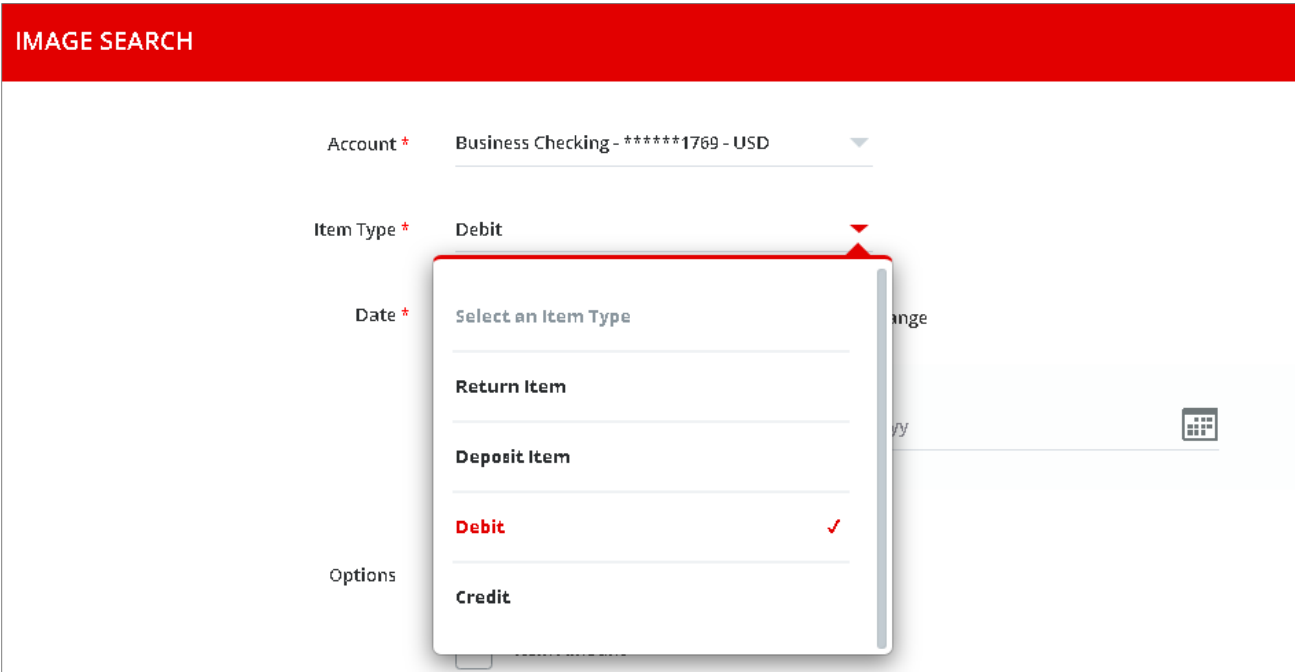 IMAGE SEARCH
Account * Business Checking - ******1769 - USD
Item Type * Debit
Date *
Select an Item Type
Return Item
Deposit Item
Debit ✓
Credit
Options